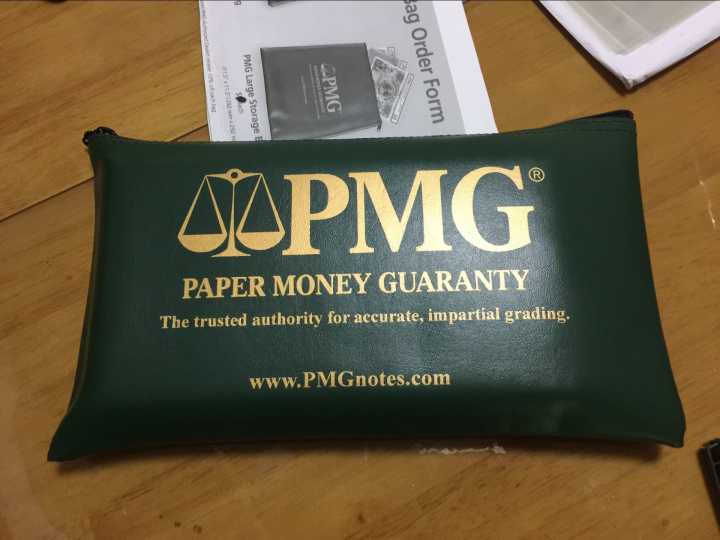 Bag Order Form
PMG
PMG Large Storage B
PMG®
PAPER MONEY GUARANTY
The trusted authority for accurate, impartial grading.
www.PMGnotes.com